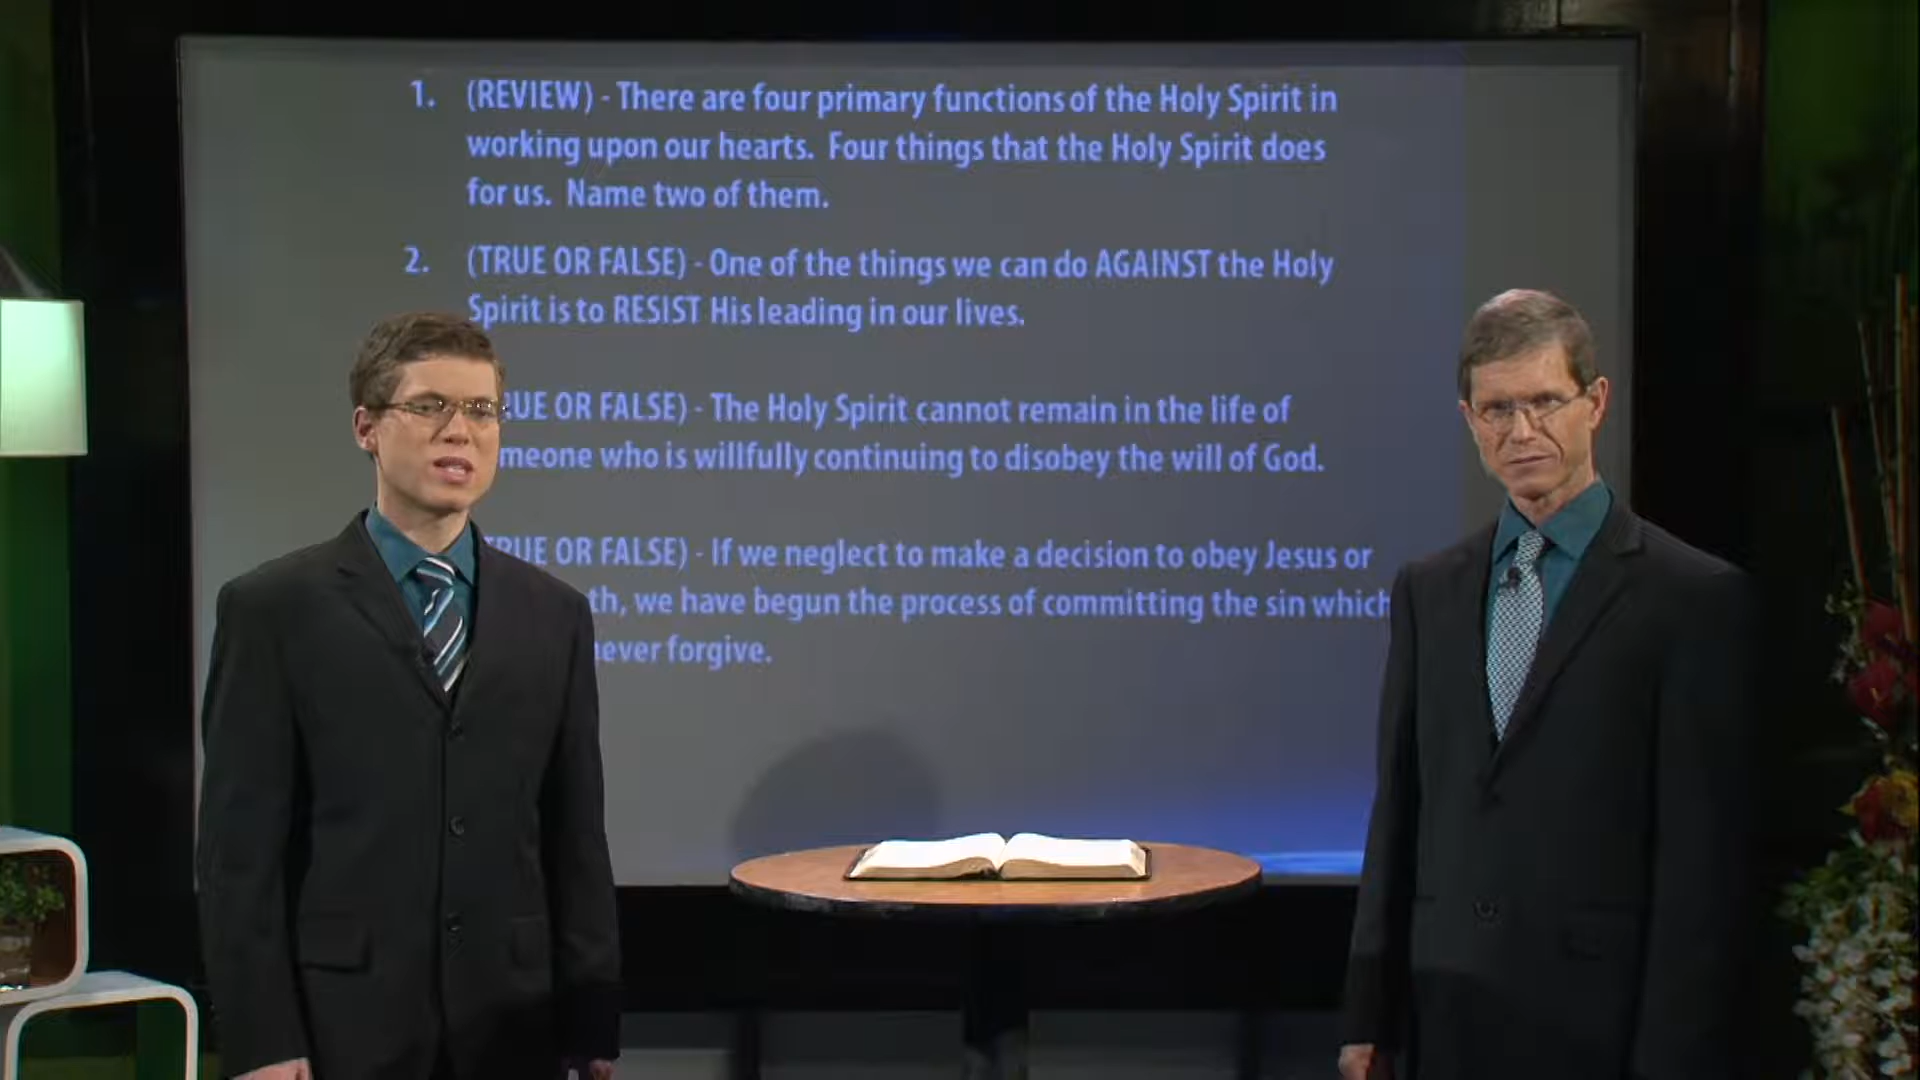 1. (REVIEW) - There are four primary functions of the Holy Spirit in
working upon our hearts. Four things that the Holy Spirit does
for us. Name two of them.
2. (TRUE OR FALSE) - One of the things we can do AGAINST the Holy
Spirit is to RESIST His leading in our lives.
OR FALSE) - The Holy Spirit cannot remain in the life of
who is willfully continuing to disobey the will of God.
OR FALSE) - If we neglect to make a decision to obey Jesus or
we have begun the process of committing the sin which
never forgive.